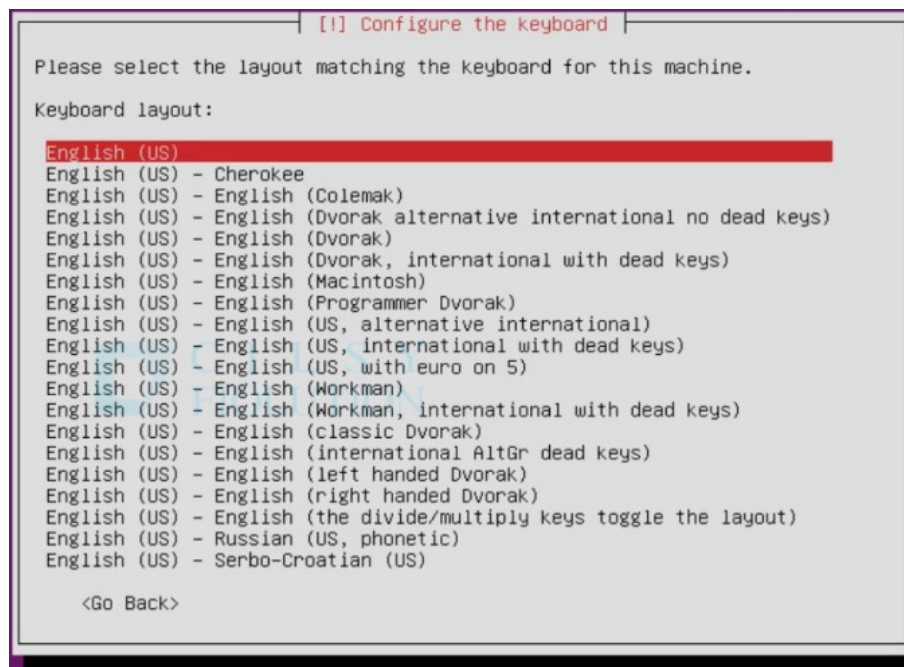 [!] Configure the keyboard
Please select the layout matching the keyboard for this machine.
Keyboard layout:
English (US)
English (US) - Cherokee
English (US) - English (Colemak)
English (US) - English (Dvorak alternative international no dead keys)
English (US) - English (Dvorak)
English (US) - English (Dvorak, international with dead keys)
English (US) - English (Macintosh)
English (US) - English (Programmer Dvorak)
English (US) - English (US, alternative international)
English (US) - English (US, international with dead keys)
English (US) - English (US, with euro on 5)
English (US) - English (Workman)
English (US) - English (Workman, international with dead keys)
English (US) - English (classic Dvorak)
English (US) - English (international AltGr dead keys)
English (US) - English (left handed Dvorak)
English (US) - English (right handed Dvorak)
English (US) - English (the divide/multiply keys toggle the layout)
English (US) - Russian (US, phonetic)
English (US) - Serbo-Croatian (US)
<Go Back>